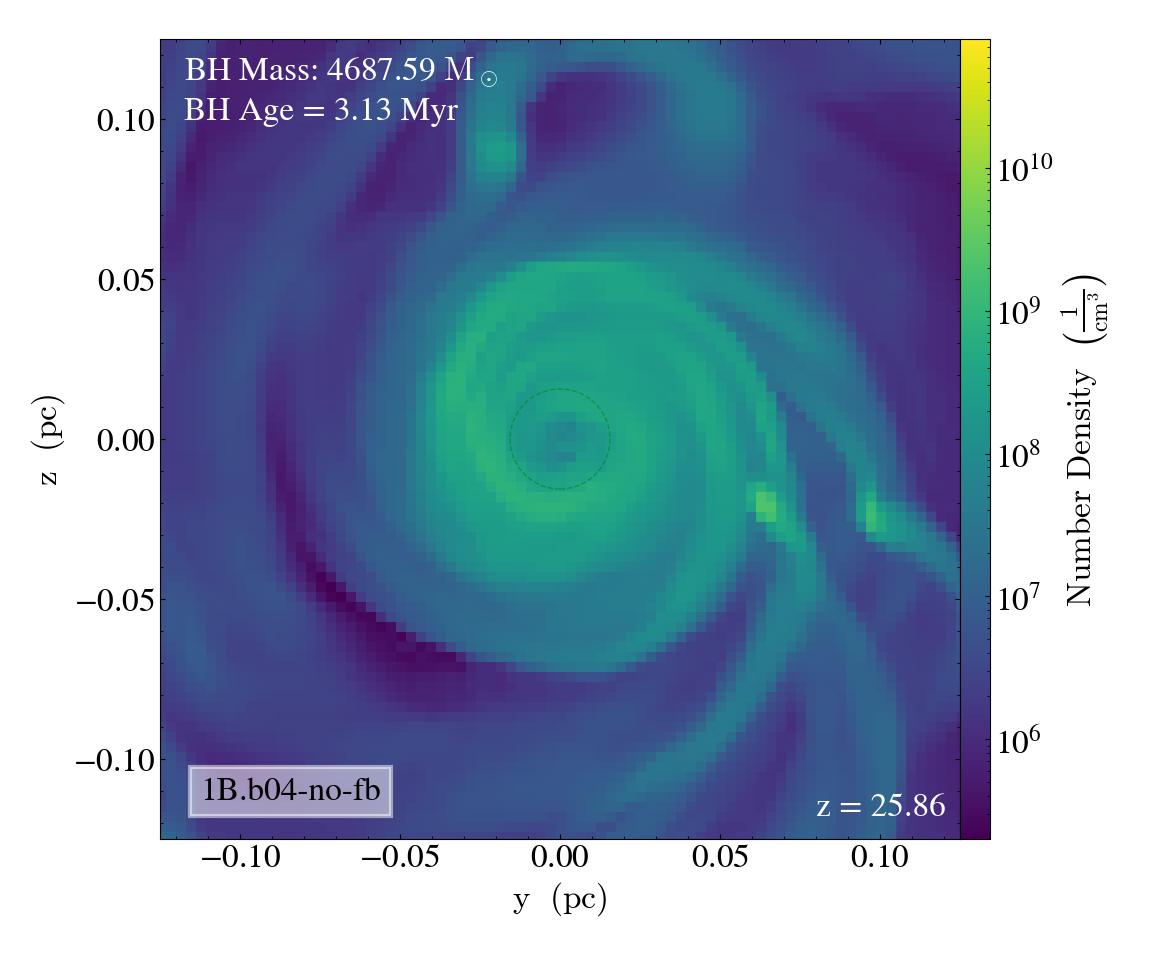 BH Mass: 4687.59 M☉
BH Age = 3.13 Myr
0.10
0.05
0.00
−0.05
−0.10
z (pc)
1B.b04-no-fb
z = 25.86
−0.10 −0.05 0.00 0.05 0.10
y (pc)
10¹⁰
10⁹
10⁸
10⁷
10⁶
Number Density (1/cm³)